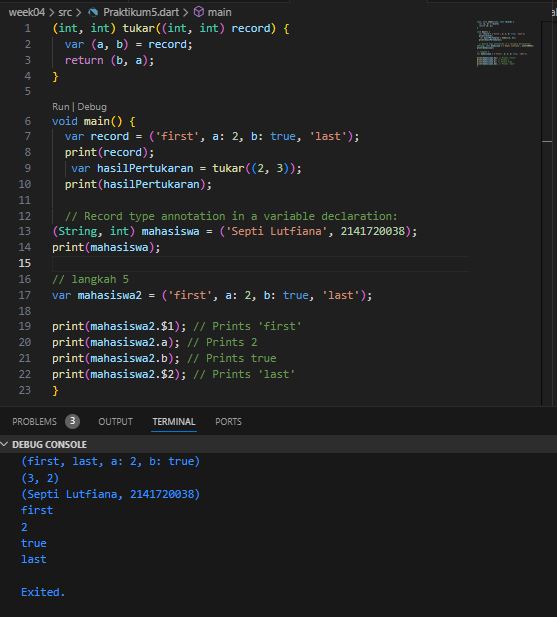 week04 > src > Praktikum5.dart > main
1 (int, int) tukar((int, int) record) {
2   var (a, b) = record;
3   return (b, a);
4 }
5
Run | Debug
6 void main() {
7   var record = ('first', a: 2, b: true, 'last');
8   print(record);
9    var hasilPertukaran = tukar((2, 3));
10   print(hasilPertukaran);
11
12   // Record type annotation in a variable declaration:
13 (String, int) mahasiswa = ('Septi Lutfiana', 2141720038);
14 print(mahasiswa);
15
16 // langkah 5
17 var mahasiswa2 = ('first', a: 2, b: true, 'last');
18
19 print(mahasiswa2.$1); // Prints 'first'
20 print(mahasiswa2.a); // Prints 2
21 print(mahasiswa2.b); // Prints true
22 print(mahasiswa2.$2); // Prints 'last'
23 }
PROBLEMS 3 OUTPUT TERMINAL PORTS
DEBUG CONSOLE
(first, last, a: 2, b: true)
(3, 2)
(Septi Lutfiana, 2141720038)
first
2
true
last
Exited.